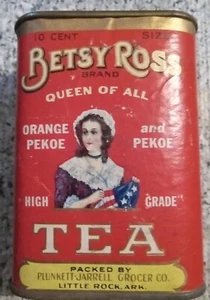 10 CENT SIZE
BETSY ROSS
BRAND
QUEEN OF ALL
ORANGE PEKOE and PEKOE
HIGH GRADE
TEA
PACKED BY
PLUNKETT-JARRELL GROCER CO.
LITTLE ROCK, ARK.